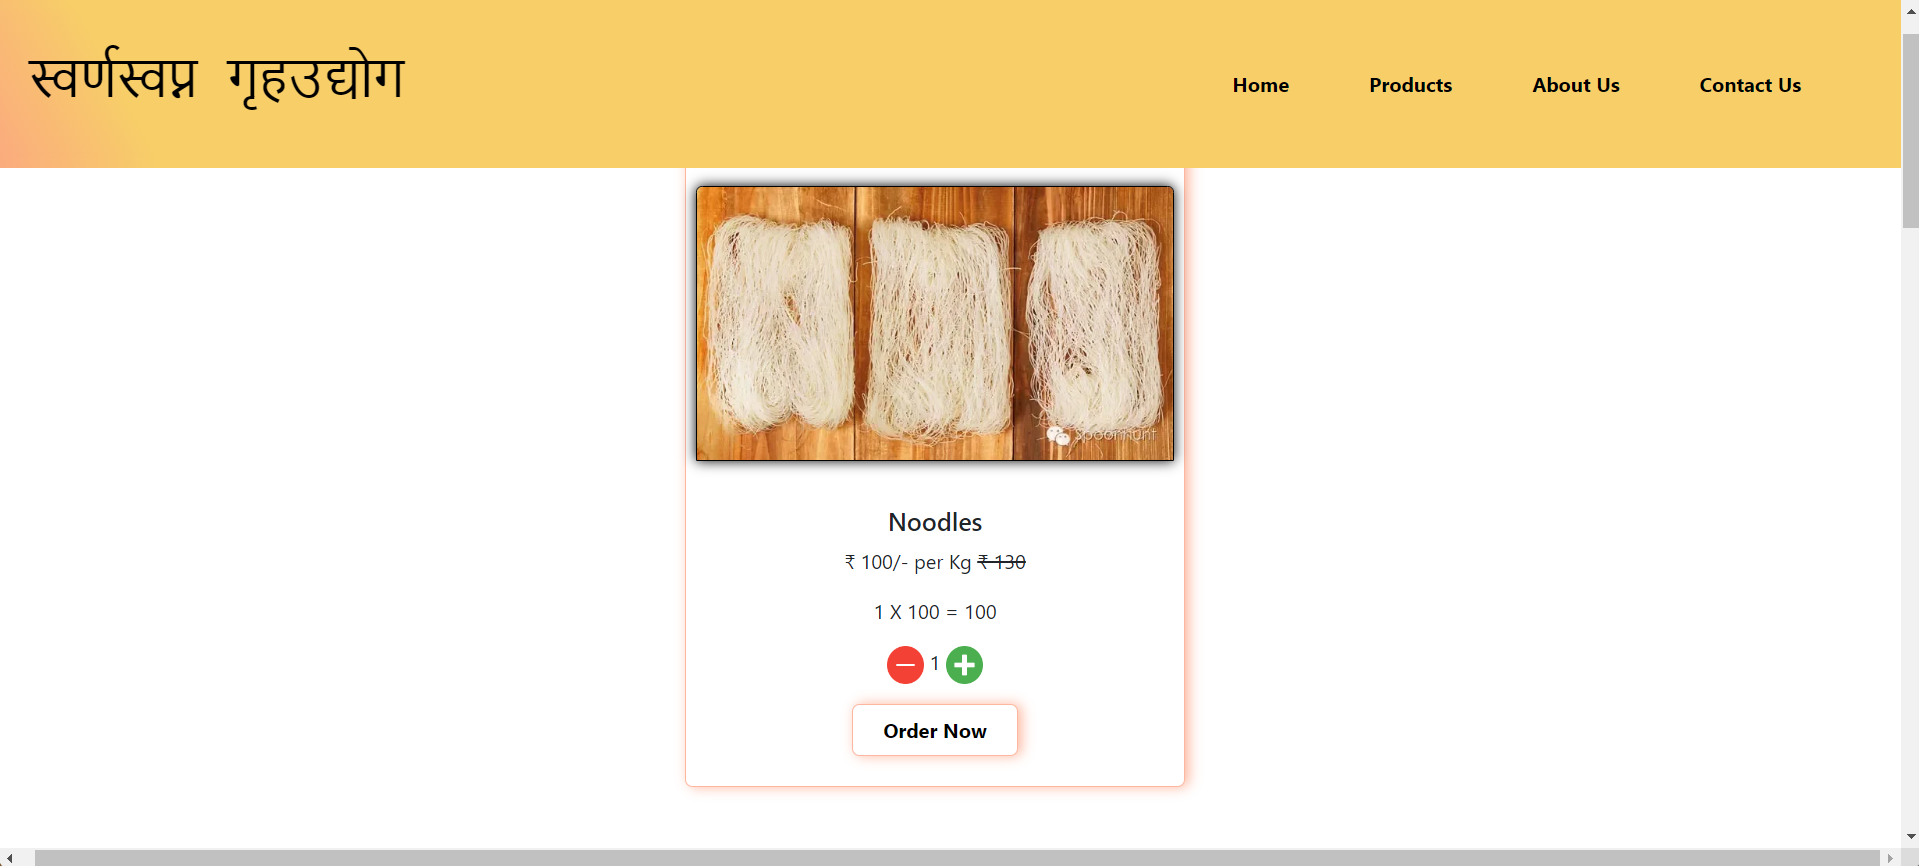 स्वर्णस्वप्न गृहउद्योग
Home Products About Us Contact Us
Spoonhunt
Noodles
₹ 100/- per Kg ₹ 130
1 X 100 = 100
1
Order Now